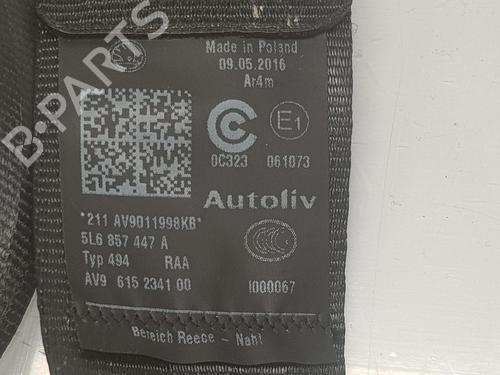 Made in Poland
09.05.2016
Ar4m
C E1
0C323 061073
Autoliv
*211 AV9011998KB*
5L6 857 447 A
Typ 494 RAA
AV9 615 2341 00 I000067
Bereich Reece - Naht
B-PARTS